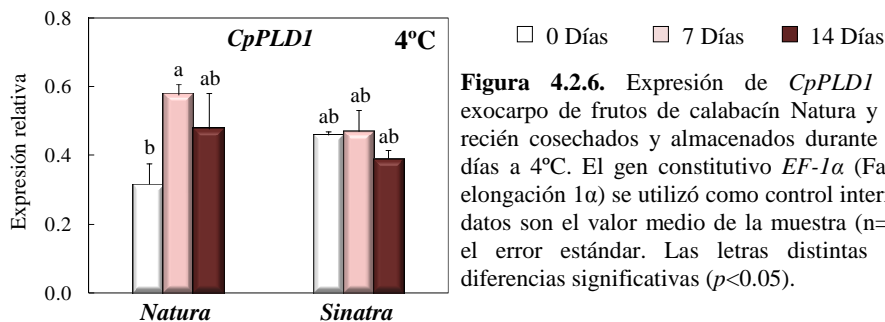 0.8
0.6
0.4
0.2
0.0
Expresión relativa
CpPLD1 4ºC
b a ab
ab ab ab
Natura Sinatra
0 Días 7 Días 14 Días
Figura 4.2.6. Expresión de CpPLD1
exocarpo de frutos de calabacín Natura y
recién cosechados y almacenados durante
días a 4ºC. El gen constitutivo EF-1α (Fa
elongación 1α) se utilizó como control inter
datos son el valor medio de la muestra (n=
el error estándar. Las letras distintas
diferencias significativas (p<0.05).